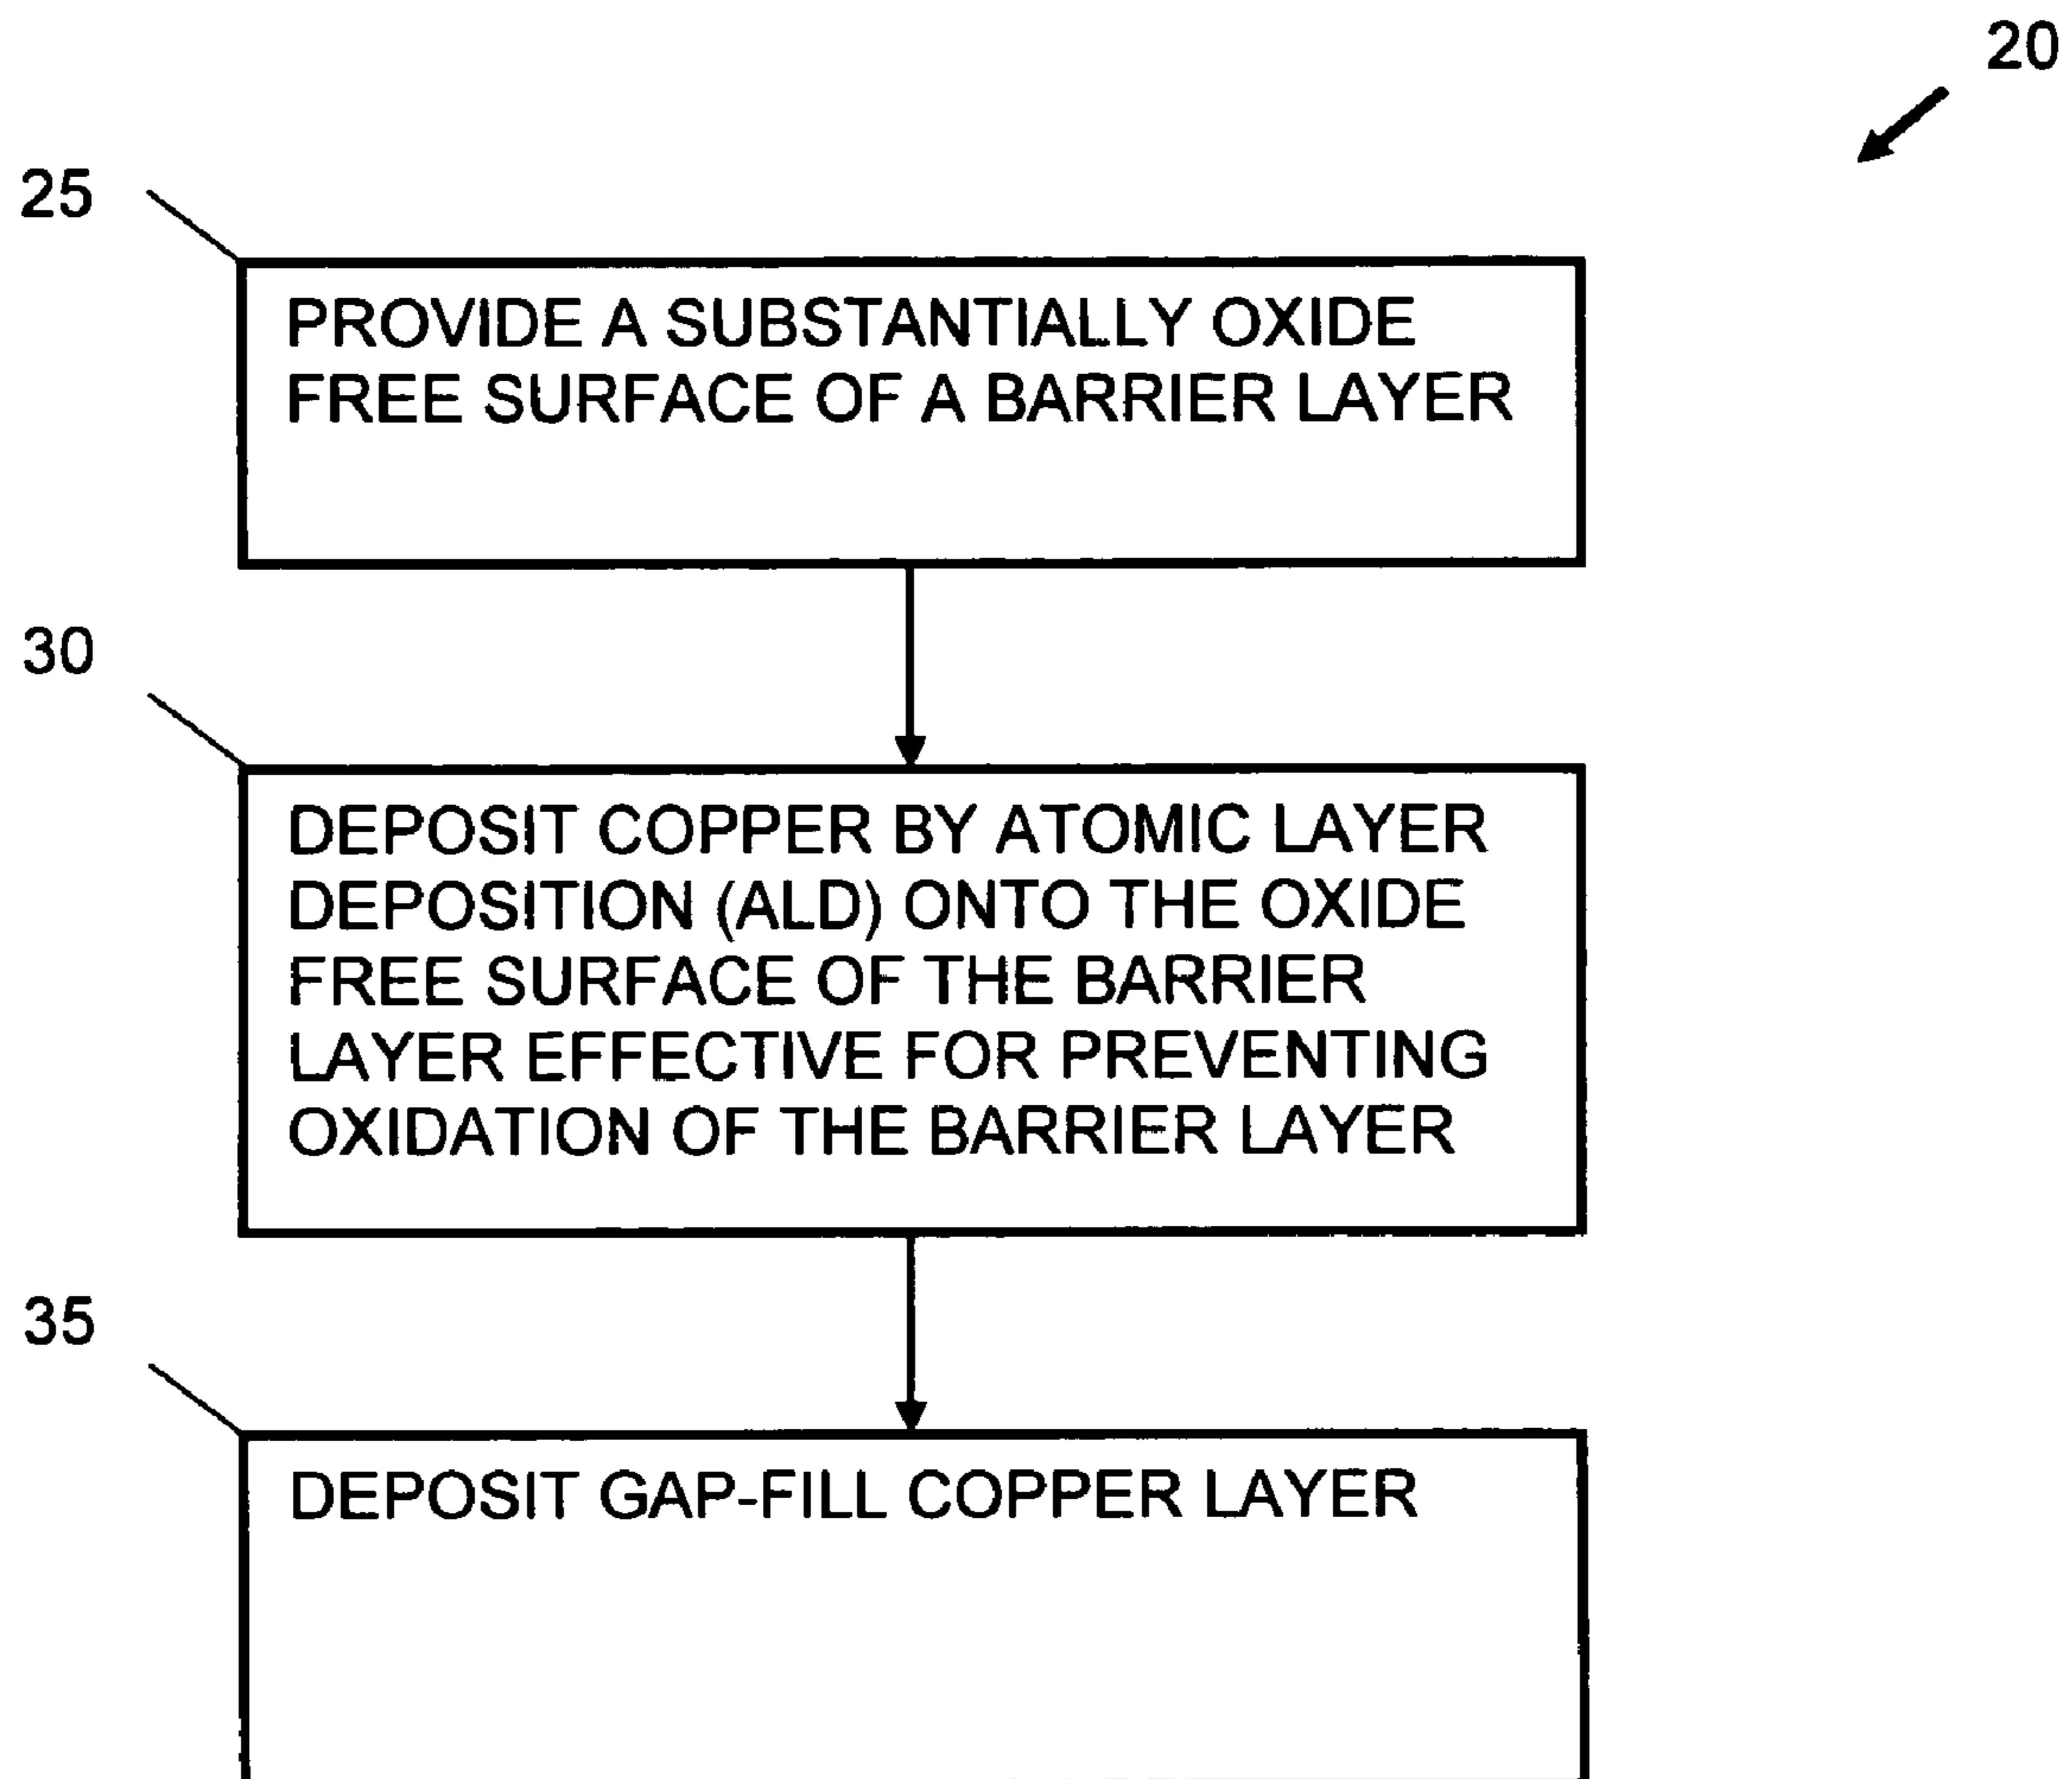 20
25
PROVIDE A SUBSTANTIALLY OXIDE
FREE SURFACE OF A BARRIER LAYER
30
DEPOSIT COPPER BY ATOMIC LAYER
DEPOSITION (ALD) ONTO THE OXIDE
FREE SURFACE OF THE BARRIER
LAYER EFFECTIVE FOR PREVENTING
OXIDATION OF THE BARRIER LAYER
35
DEPOSIT GAP-FILL COPPER LAYER